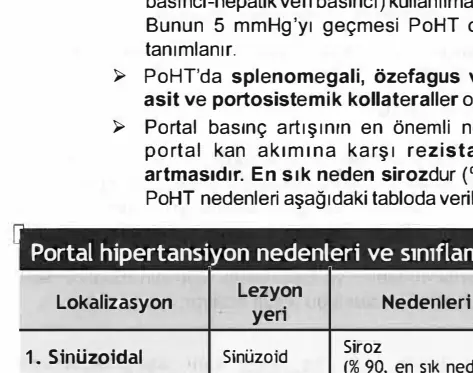 basıncı-hepatik ven basıncı) kullanılma
Bunun 5 mmHg'yı geçmesi PoHT
tanımlanır.
➤ PoHT'da splenomegali, özefagus
asit ve portosistemik kollateraller
➤ Portal basınç artışının en önemli
portal kan akımına karşı rezista
artmasıdır. En sık neden sirozdur (
PoHT nedenleri aşağıdaki tabloda veril
Portal hipertansiyon nedenleri ve sınıflan
Lokalizasyon
Lezyon
yeri
Nedenleri
1. Sinüzoidal
Sinüzoid
Siroz
(% 90, en sık ned